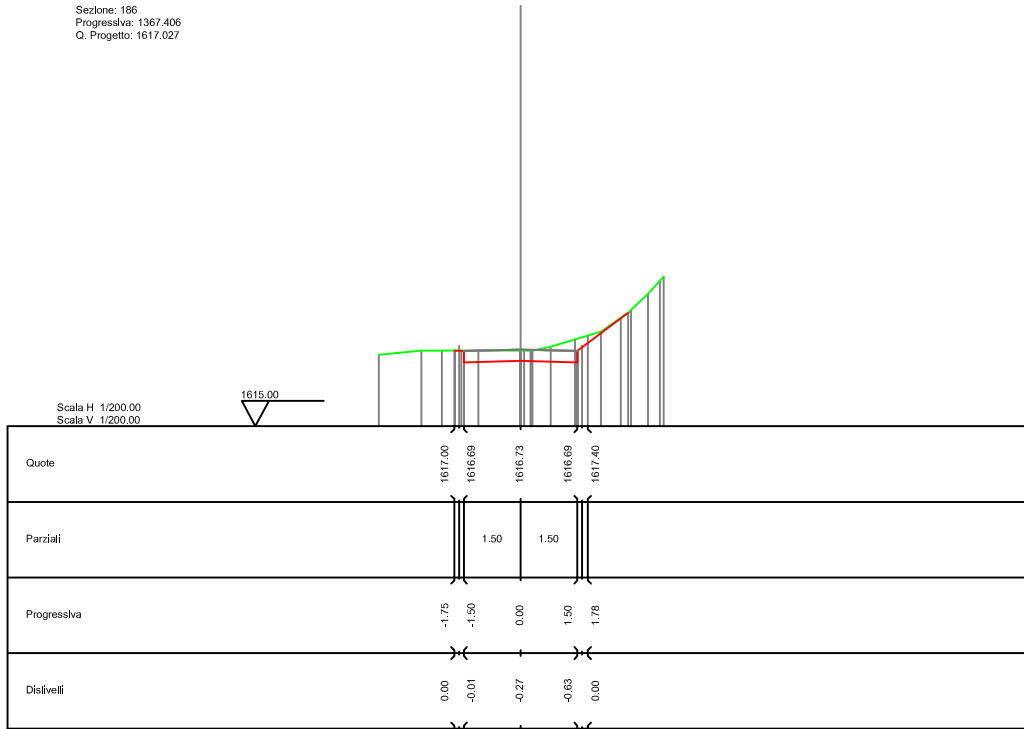 Sezione: 186
Progressiva: 1367.406
Q. Progetto: 1617.027
1615.00
Scala H 1/200.00
Scala V 1/200.00
Quote
1617.00 1616.69 1616.73 1616.69 1617.40
Parziali
1.50 1.50
Progressiva
-1.75 -1.50 0.00 1.50 1.78
Dislivelli
0.00 -0.01 -0.27 -0.63 0.00